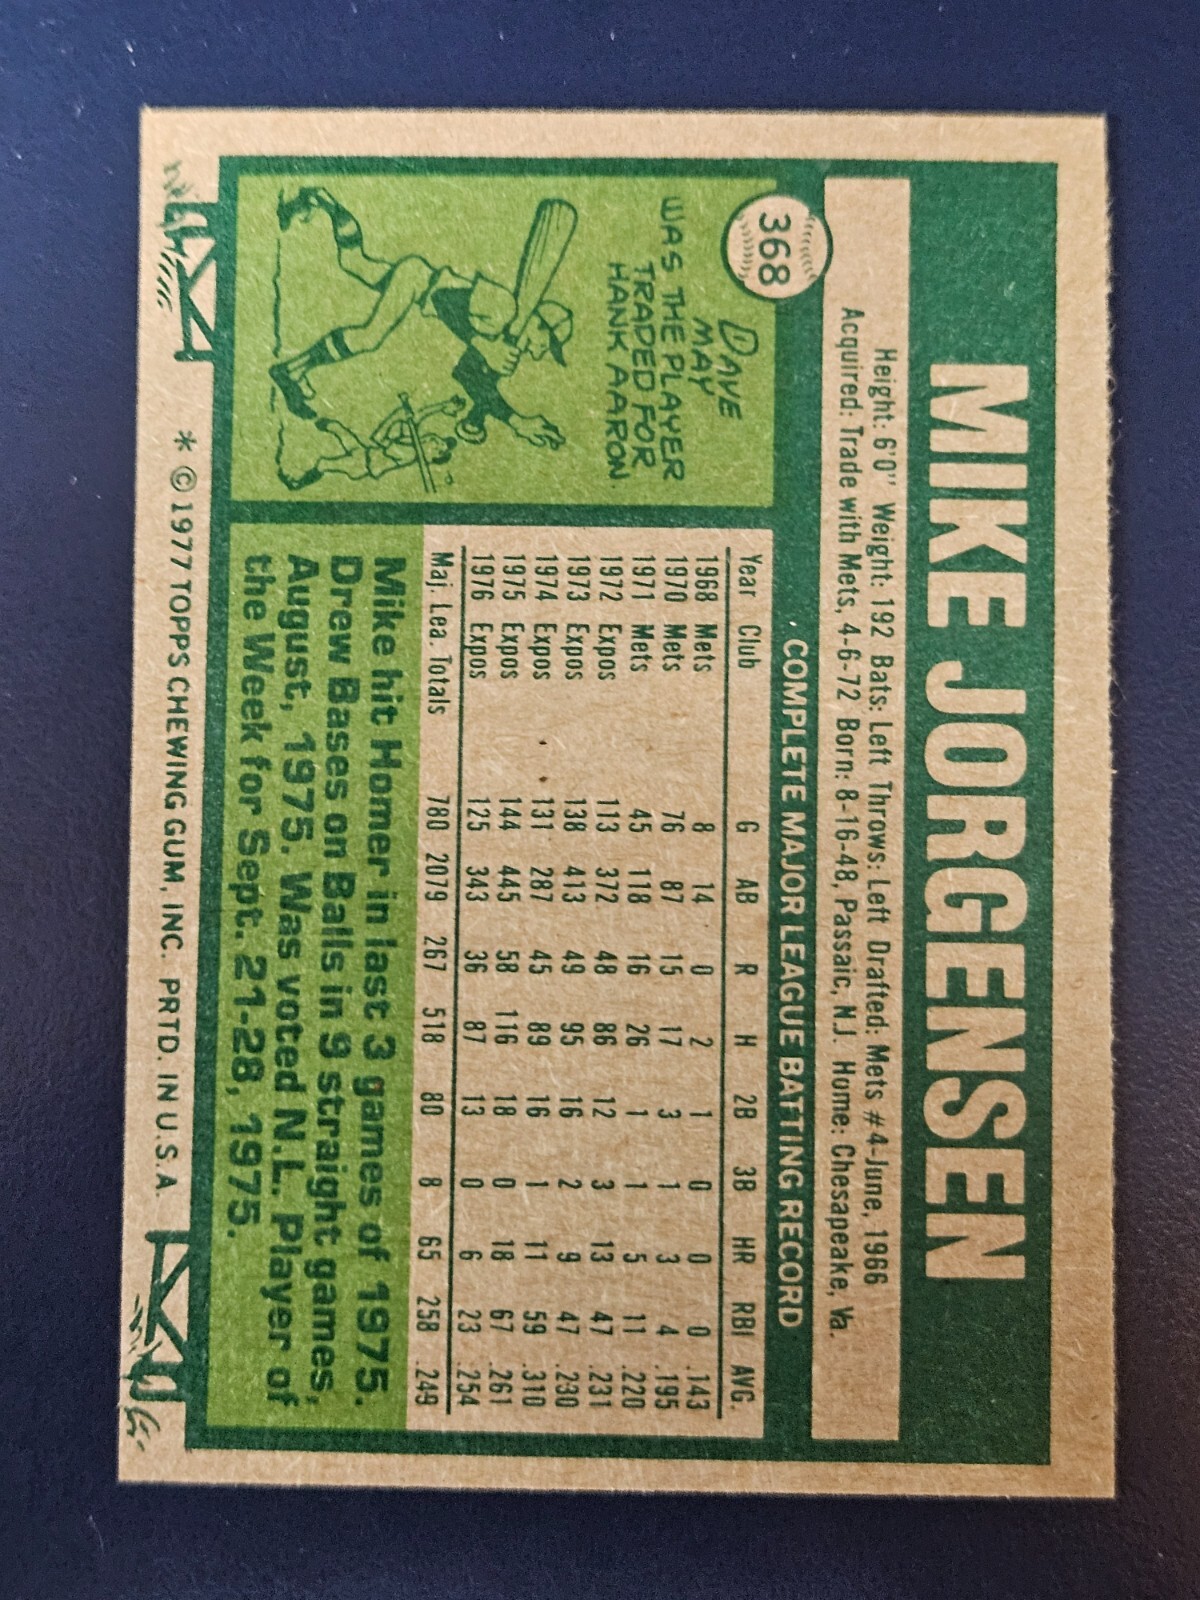 MIKE JORGENSEN
368
Height: 6'0" Weight: 192 Bats: Left Throws: Left Drafted: Mets #4-June, 1966
Acquired: Trade with Mets, 4-6-72 Born: 8-16-48, Passaic, N.J. Home: Chesapeake, Va.
DAVE
MAY
WAS THE PLAYER
TRADED FOR
HANK AARON.
COMPLETE MAJOR LEAGUE BATTING RECORD
Year Club G AB R H 2B 3B HR RBI AVG.
1968 Mets 8 14 0 2 1 0 0 0 .143
1970 Mets 76 87 15 17 3 1 3 4 .195
1971 Mets 45 118 16 26 1 1 5 11 .220
1972 Expos 113 372 48 86 12 3 13 47 .231
1973 Expos 138 413 49 95 16 2 9 47 .230
1974 Expos 131 287 45 89 16 1 11 59 .310
1975 Expos 144 445 58 116 18 0 18 67 .261
1976 Expos 125 343 36 87 13 0 6 23 .254
Maj. Lea. Totals 780 2079 267 518 80 8 65 258 .249
Mike hit Homer in last 3 games of 1975.
Drew Bases on Balls in 9 straight games,
August, 1975. Was voted N.L. Player of
the Week for Sept. 21-28, 1975.
* © 1977 TOPPS CHEWING GUM, INC. PRTD. IN U.S.A.